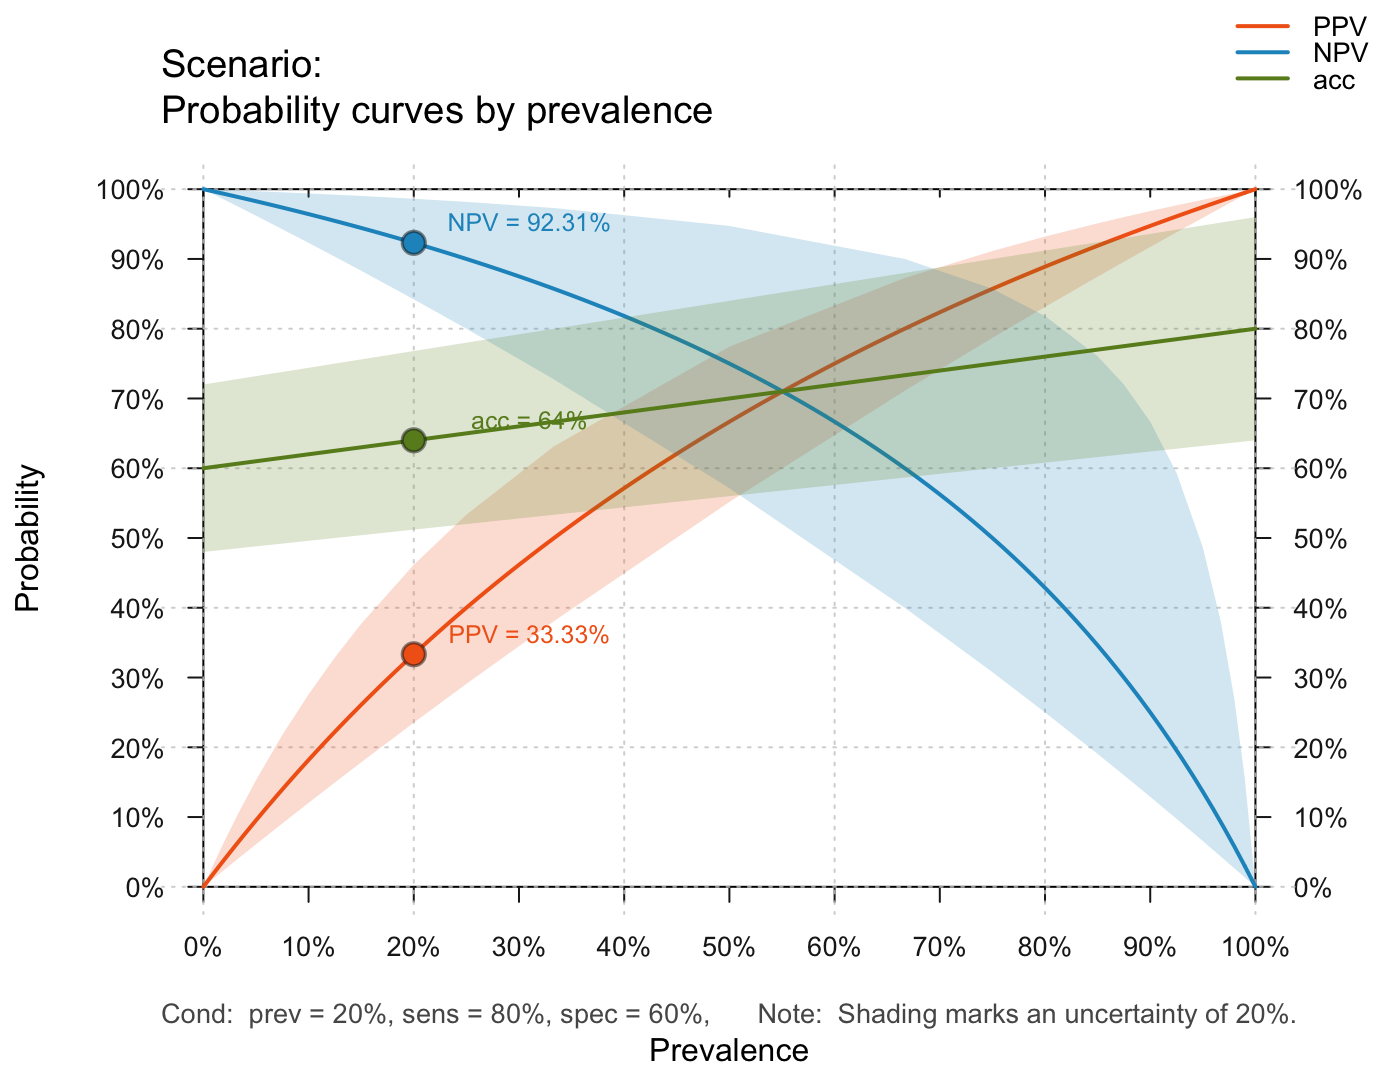 PPV
NPV
acc
Scenario:
Probability curves by prevalence
100%
90%
80%
70%
60%
50%
40%
30%
20%
10%
0%
Probability
NPV = 92.31%
acc = 64%
PPV = 33.33%
100%
90%
80%
70%
60%
50%
40%
30%
20%
10%
0%
0% 10% 20% 30% 40% 50% 60% 70% 80% 90% 100%
Cond: prev = 20%, sens = 80%, spec = 60%, Note: Shading marks an uncertainty of 20%.
Prevalence